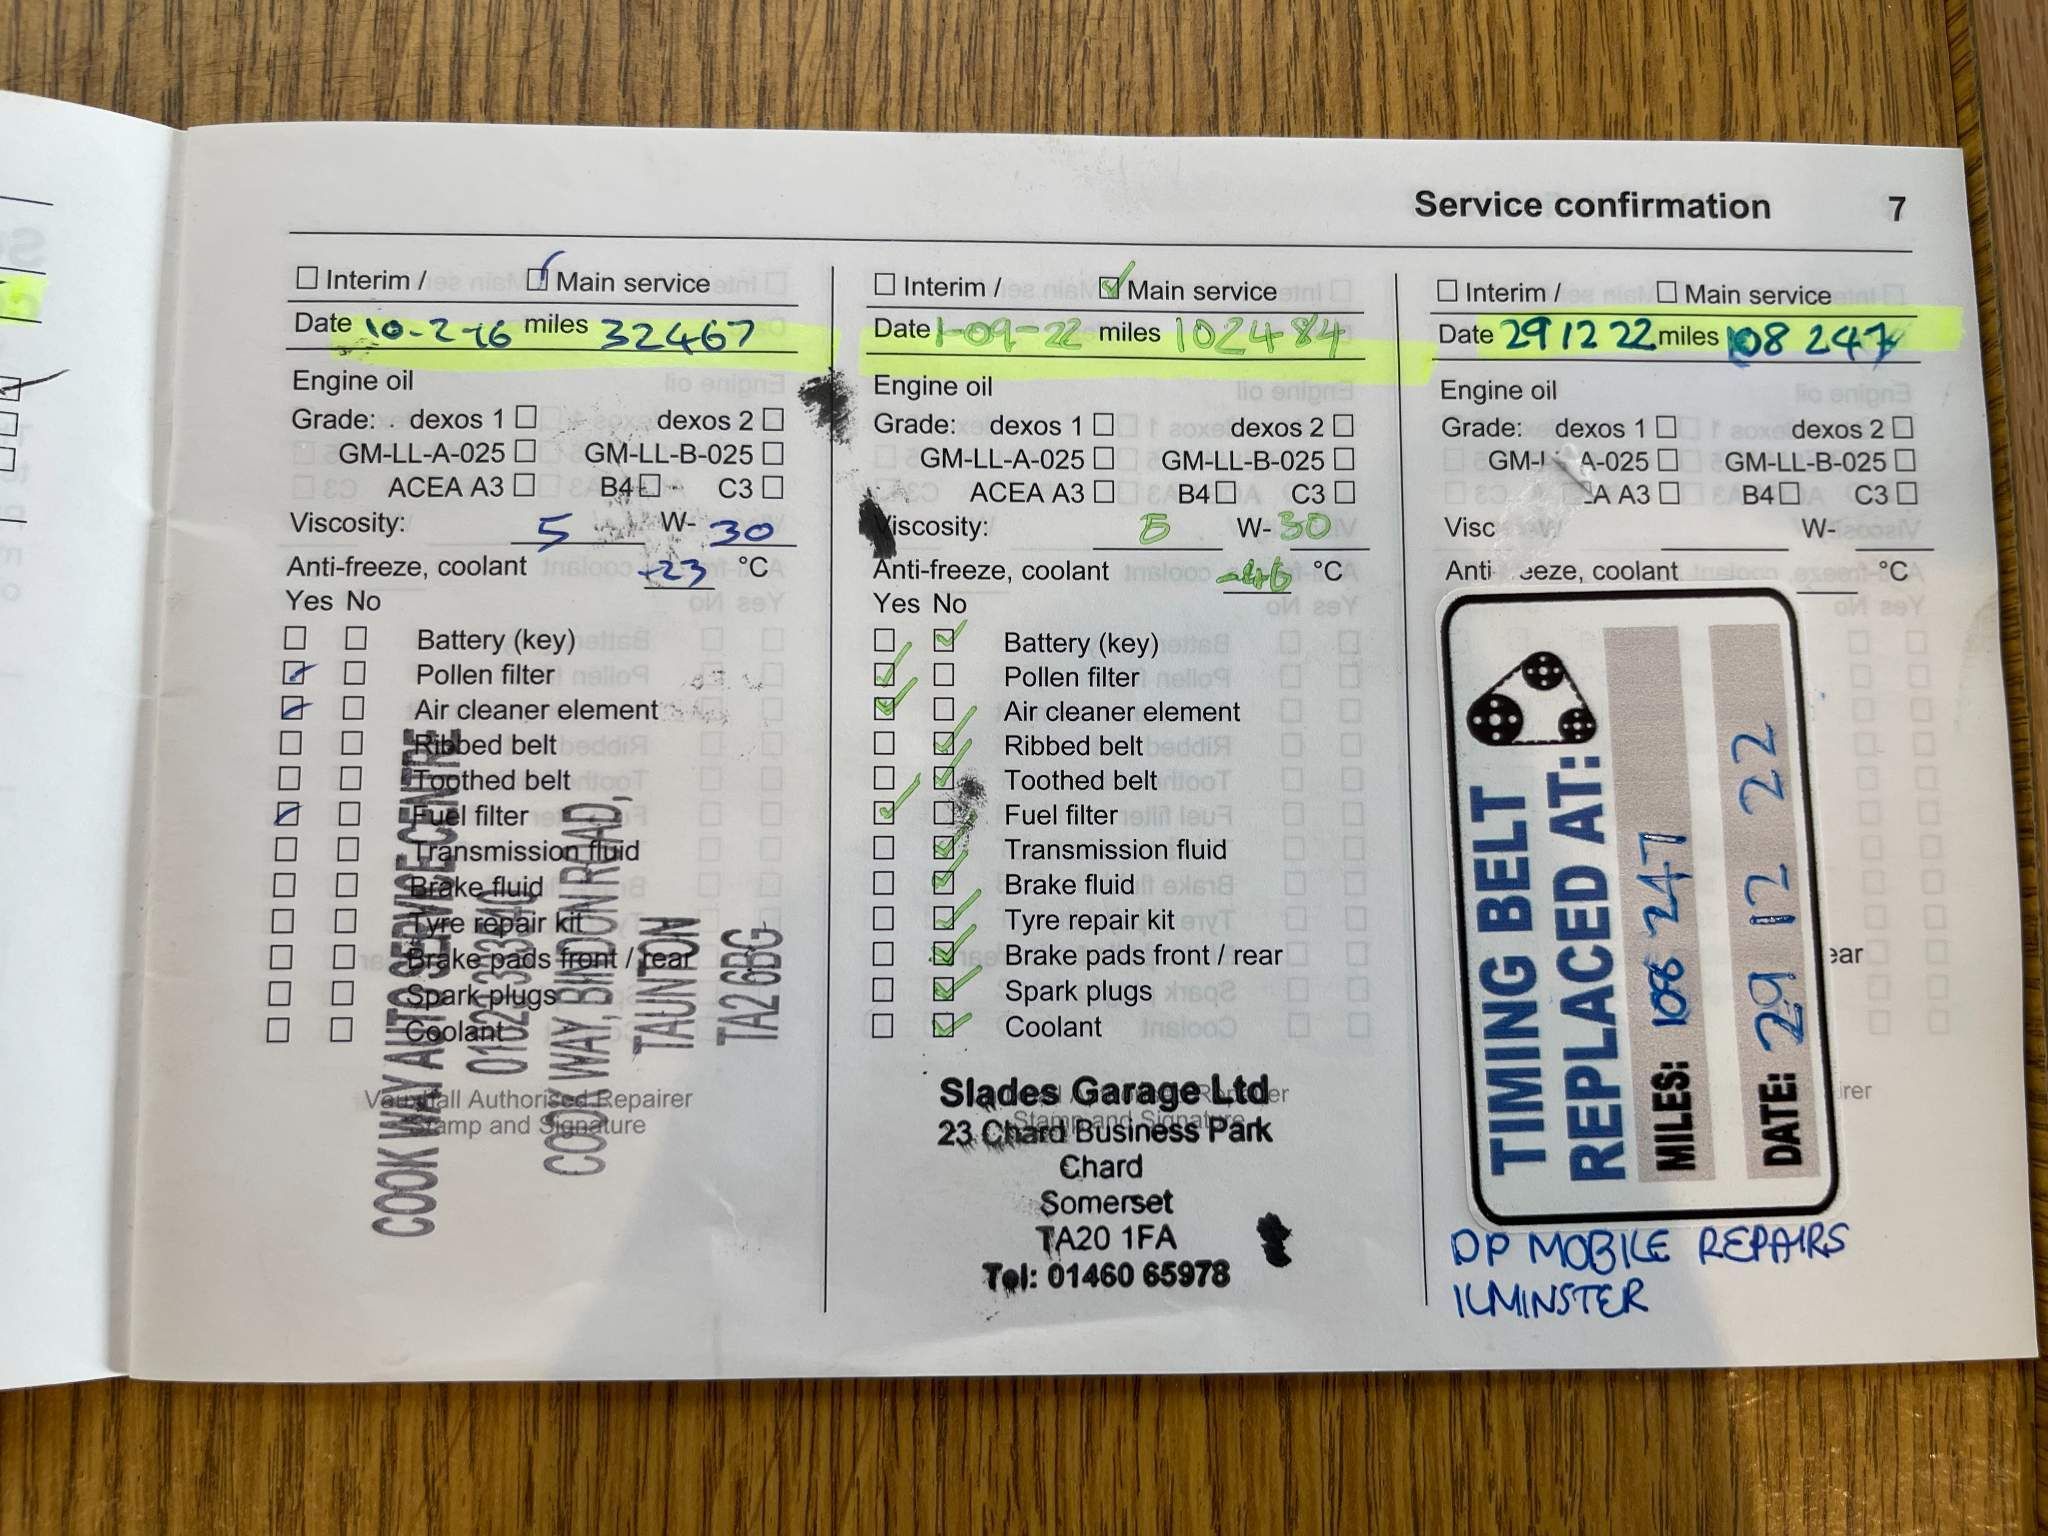 Service confirmation 7
Interim / Main service
Date 10-2-16 miles 32467
Engine oil
Grade: dexos 1 dexos 2
GM-LL-A-025 GM-LL-B-025
ACEA A3 B4 C3
Viscosity: 5 W- 30
Anti-freeze, coolant -23 °C
Yes No
Battery (key)
Pollen filter
Air cleaner element
Ribbed belt
Toothed belt
Fuel filter
Transmission fluid
Brake fluid
Tyre repair kit
Brake pads front / rear
Spark plugs
Coolant
Vauxhall Authorised Repairer
Stamp and Signature
COOK WAY AUTO SERVICE CENTRE
COOK WAY, BINDON ROAD,
TAUNTON
TA2 6BG
Interim / Main service
Date 1-09-22 miles 102484
Engine oil
Grade: dexos 1 dexos 2
GM-LL-A-025 GM-LL-B-025
ACEA A3 B4 C3
Viscosity: 5 W- 30
Anti-freeze, coolant -46 °C
Yes No
Battery (key)
Pollen filter
Air cleaner element
Ribbed belt
Toothed belt
Fuel filter
Transmission fluid
Brake fluid
Tyre repair kit
Brake pads front / rear
Spark plugs
Coolant
Stamp and Signature
Slades Garage Ltd
23 Chard Business Park
Chard
Somerset
TA20 1FA
Tel: 01460 65978
Interim / Main service
Date 29 12 22 miles 108 247
Engine oil
Grade: dexos 1 dexos 2
A-025 GM-LL-B-025
A3 B4 C3
W-
coolant °C
TIMING BELT
REPLACED AT:
MILES: 108 247
DATE: 29 12 22
DP MOBILE REPAIRS
ILMINSTER